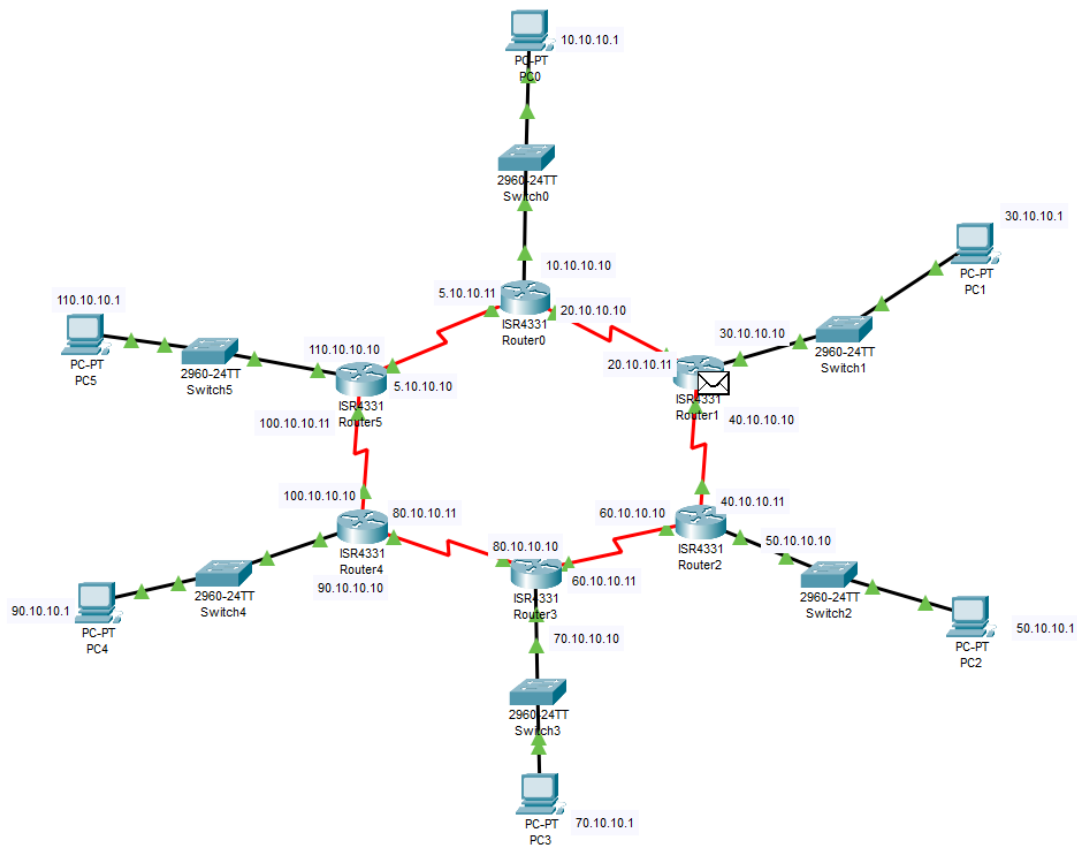 10.10.10.1
PC-PT
PC0
2960-24TT
Switch0
10.10.10.10
5.10.10.11
20.10.10.10
ISR4331
Router0
30.10.10.1
PC-PT
PC1
30.10.10.10
2960-24TT
Switch1
20.10.10.11
ISR4331
Router1
40.10.10.10
110.10.10.1
PC-PT
PC5
2960-24TT
Switch5
110.10.10.10
5.10.10.10
ISR4331
Router5
100.10.10.11
100.10.10.10
80.10.10.11
ISR4331
Router4
90.10.10.10
2960-24TT
Switch4
90.10.10.1
PC-PT
PC4
60.10.10.10
40.10.10.11
ISR4331
Router2
50.10.10.10
2960-24TT
Switch2
50.10.10.1
PC-PT
PC2
80.10.10.10
60.10.10.11
ISR4331
Router3
70.10.10.10
2960-24TT
Switch3
PC-PT
PC3
70.10.10.1